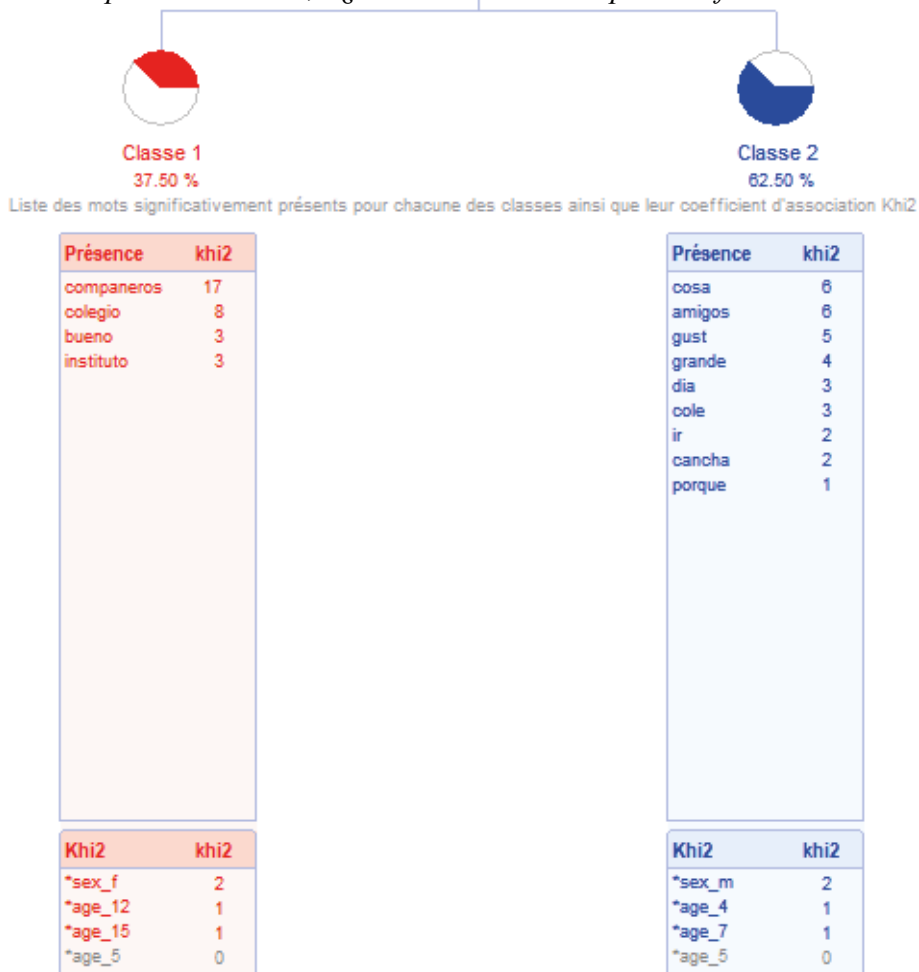 Classe 1
37.50 %
Classe 2
62.50 %
Liste des mots significativement présents pour chacune des classes ainsi que leur coefficient d'association Khi2
Présence khi2
companeros 17
colegio 8
bueno 3
instituto 3
Présence khi2
cosa 6
amigos 6
gust 5
grande 4
dia 3
cole 3
ir 2
cancha 2
porque 1
Khi2 khi2
*sex_f 2
*age_12 1
*age_15 1
*age_5 0
Khi2 khi2
*sex_m 2
*age_4 1
*age_7 1
*age_5 0